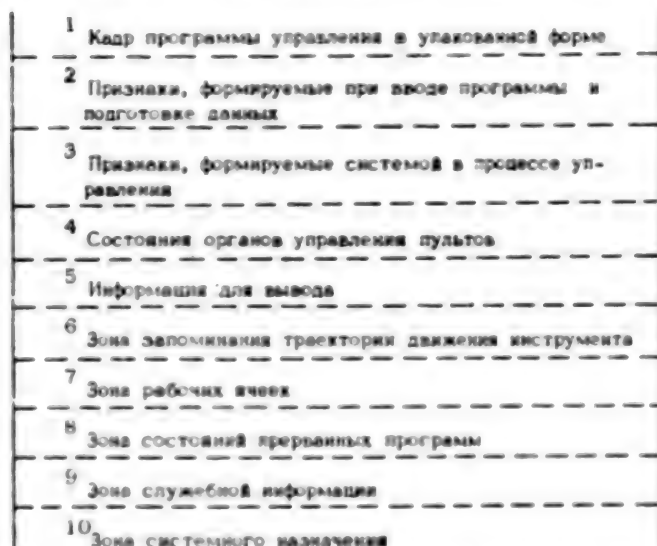 1 Кадр программы управления в упакованной форме
2 Признаки, формируемые при вводе программы и
подготовке данных
3 Признаки, формируемые системой в процессе уп-
равления
4 Состояния органов управления пультов
5 Информация для вывода
6 Зона запоминания траектории движения инструмента
7 Зона рабочих ячеек
8 Зона состояний прерванных программ
9 Зона служебной информации
10 Зона системного назначения